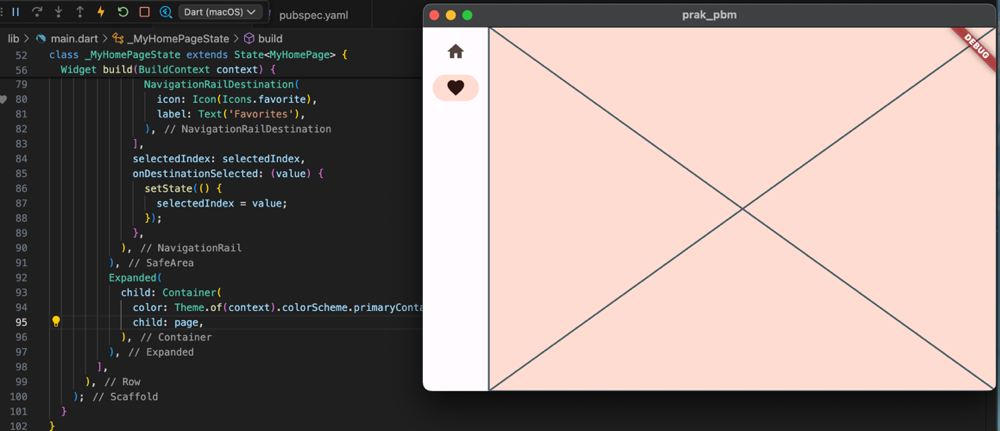 Dart (macOS)
pubspec.yaml
lib > main.dart > _MyHomePageState > build
52 class _MyHomePageState extends State<MyHomePage> {
56 Widget build(BuildContext context) {
79 NavigationRailDestination(
80 icon: Icon(Icons.favorite),
81 label: Text('Favorites'),
82 ), // NavigationRailDestination
83 ],
84 selectedIndex: selectedIndex,
85 onDestinationSelected: (value) {
86 setState(() {
87 selectedIndex = value;
88 });
89 },
90 ), // NavigationRail
91 ), // SafeArea
92 Expanded(
93 child: Container(
94 color: Theme.of(context).colorScheme.primaryConta
95 child: page,
96 ), // Container
97 ), // Expanded
98 ],
99 ), // Row
100 ); // Scaffold
101 }
102 }
prak_pbm
DEBUG